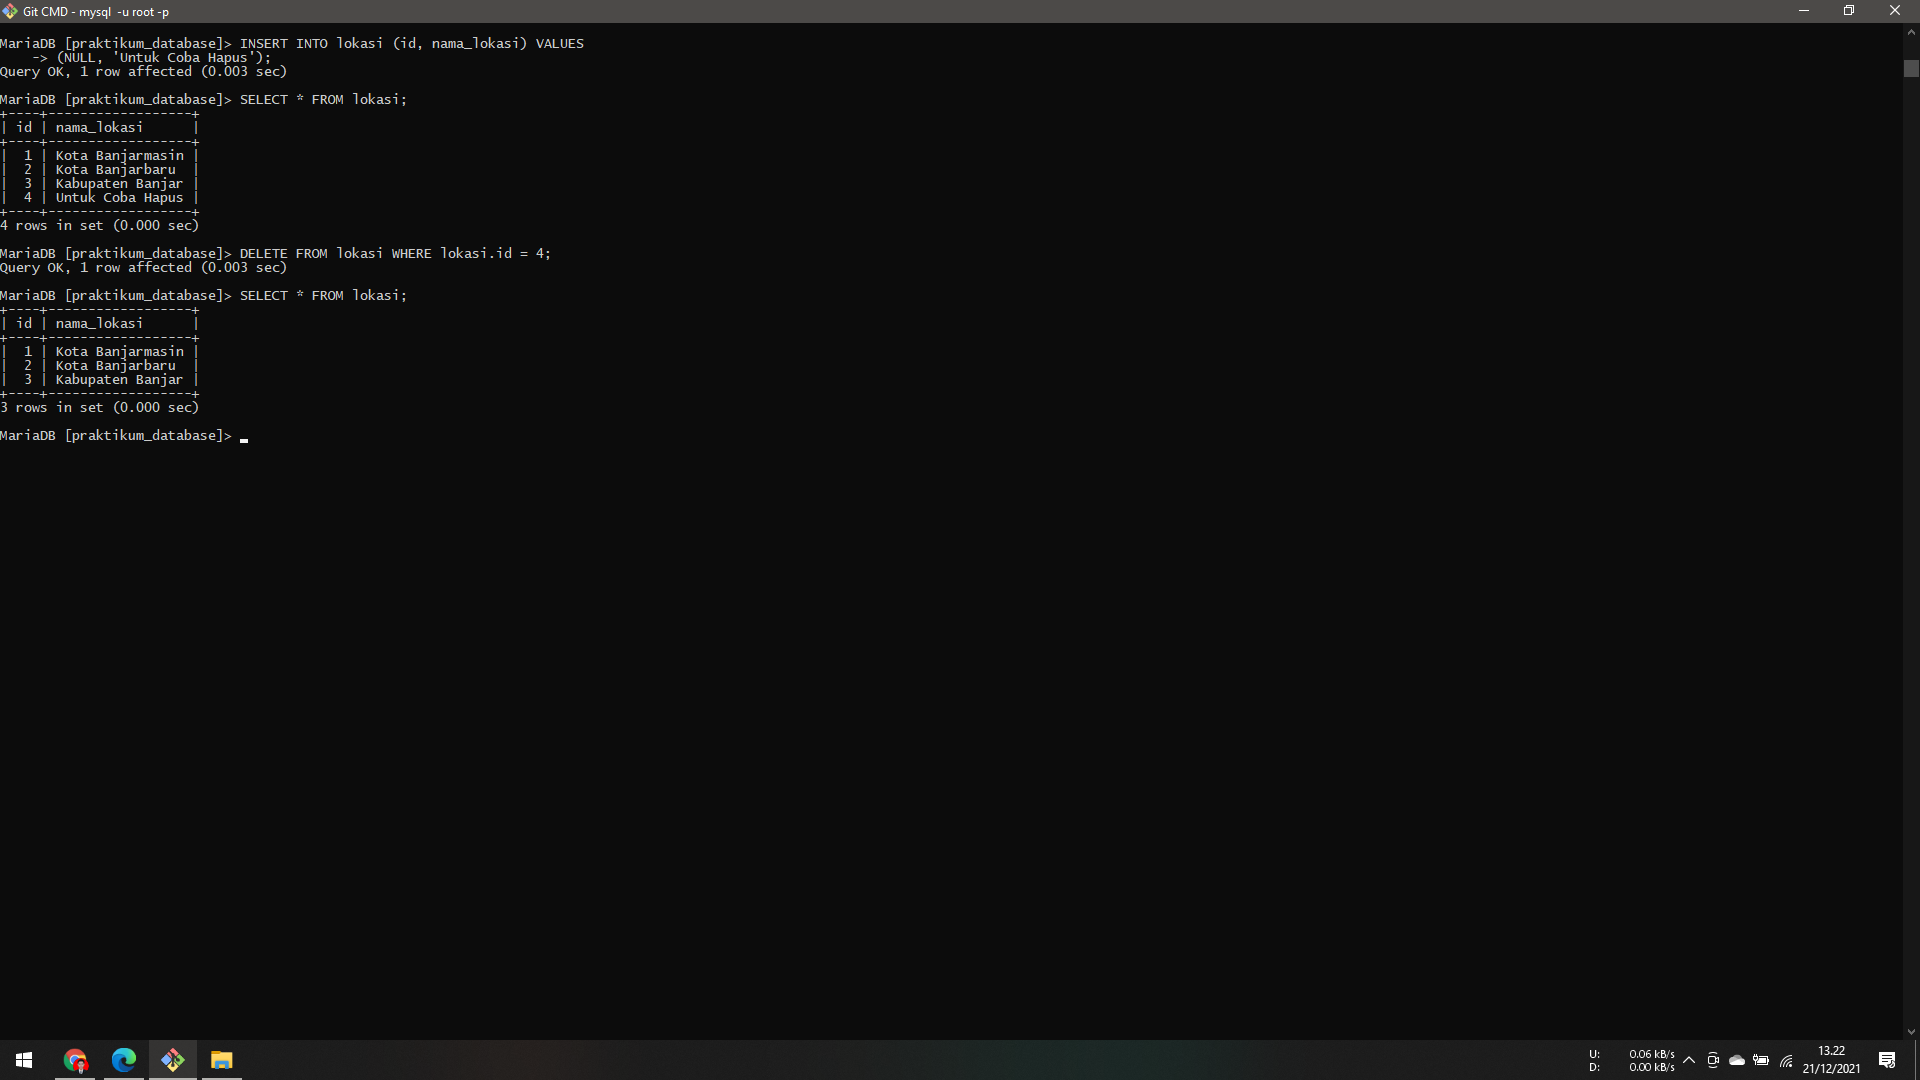 Git CMD - mysql  -u root -p
MariaDB [praktikum_database]> INSERT INTO lokasi (id, nama_lokasi) VALUES
    -> (NULL, 'Untuk Coba Hapus');
Query OK, 1 row affected (0.003 sec)
MariaDB [praktikum_database]> SELECT * FROM lokasi;
+----+------------------+
| id | nama_lokasi      |
+----+------------------+
|  1 | Kota Banjarmasin |
|  2 | Kota Banjarbaru  |
|  3 | Kabupaten Banjar |
|  4 | Untuk Coba Hapus |
+----+------------------+
4 rows in set (0.000 sec)
MariaDB [praktikum_database]> DELETE FROM lokasi WHERE lokasi.id = 4;
Query OK, 1 row affected (0.003 sec)
MariaDB [praktikum_database]> SELECT * FROM lokasi;
+----+------------------+
| id | nama_lokasi      |
+----+------------------+
|  1 | Kota Banjarmasin |
|  2 | Kota Banjarbaru  |
|  3 | Kabupaten Banjar |
+----+------------------+
3 rows in set (0.000 sec)
MariaDB [praktikum_database]> _
U: 0.06 kB/s
D: 0.00 kB/s
13.22
21/12/2021